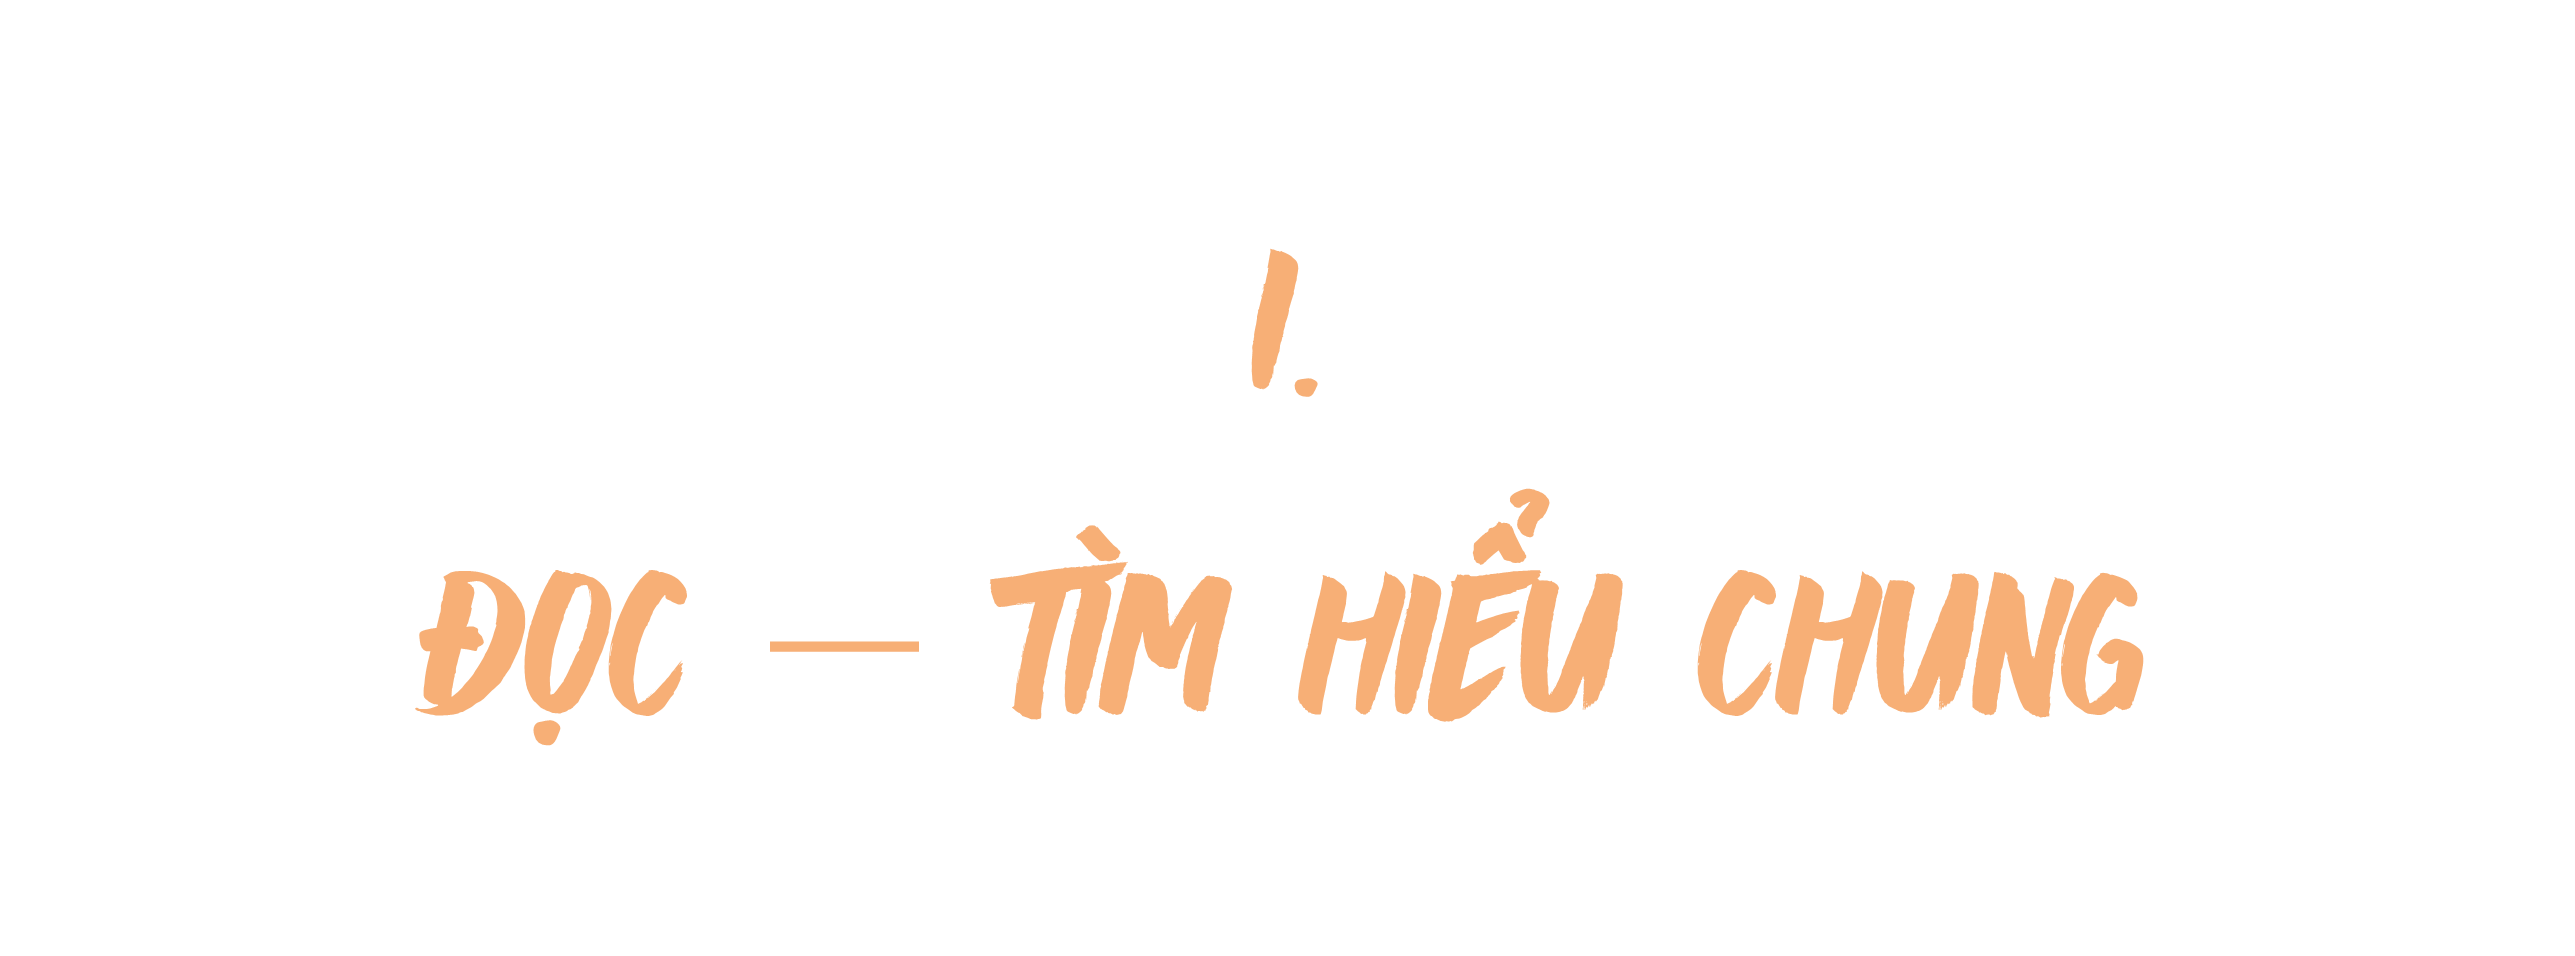 I.
ĐỌC — TÌM HIỂU CHUNG